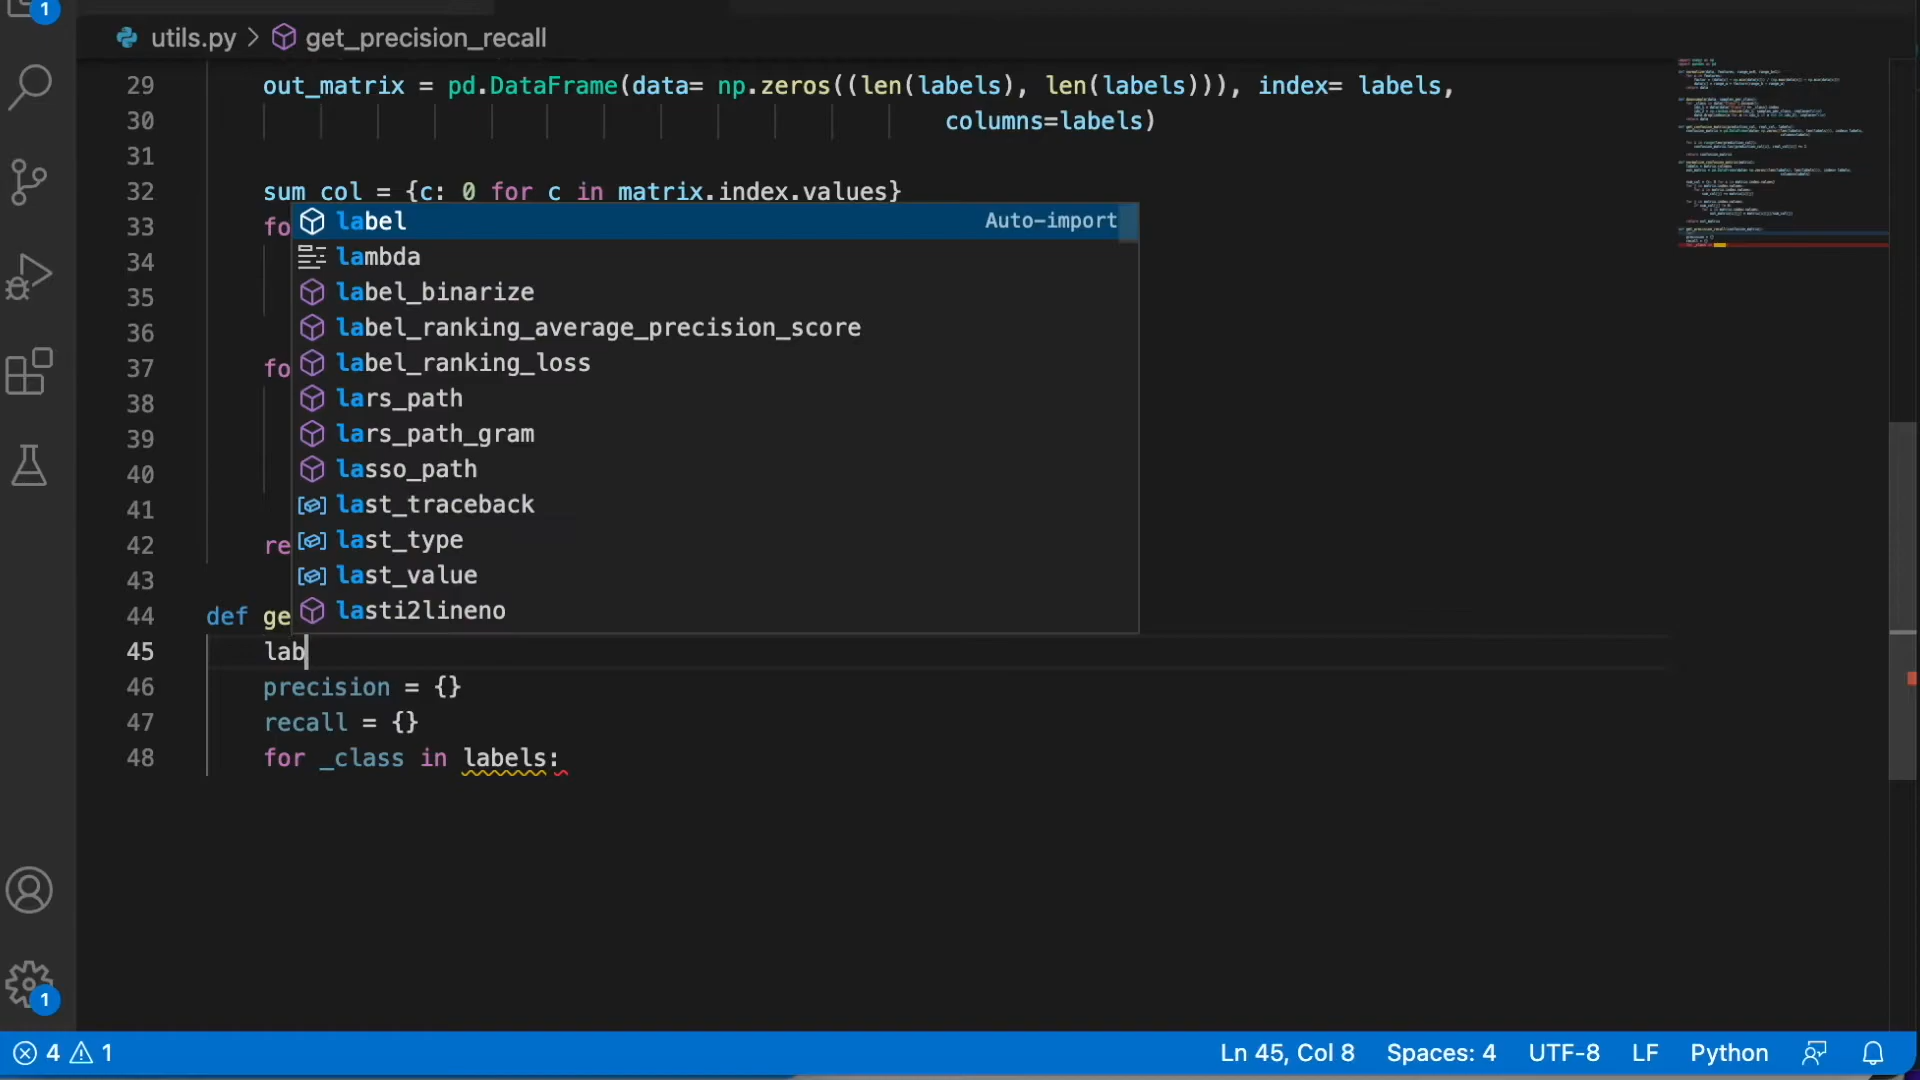 1
utils.py > get_precision_recall
29 out_matrix = pd.DataFrame(data= np.zeros((len(labels), len(labels))), index= labels,
30 columns=labels)
31
32 sum_col = {c: 0 for c in matrix.index.values}
33 fo
label Auto-import
34 lambda
35 label_binarize
36 label_ranking_average_precision_score
37 fo label_ranking_loss
38 lars_path
39 lars_path_gram
40 lasso_path
41 last_traceback
42 re last_type
43 last_value
44 def ge lasti2lineno
45 lab
46 precision = {}
47 recall = {}
48 for _class in labels:
1
4 1 Ln 45, Col 8 Spaces: 4 UTF-8 LF Python